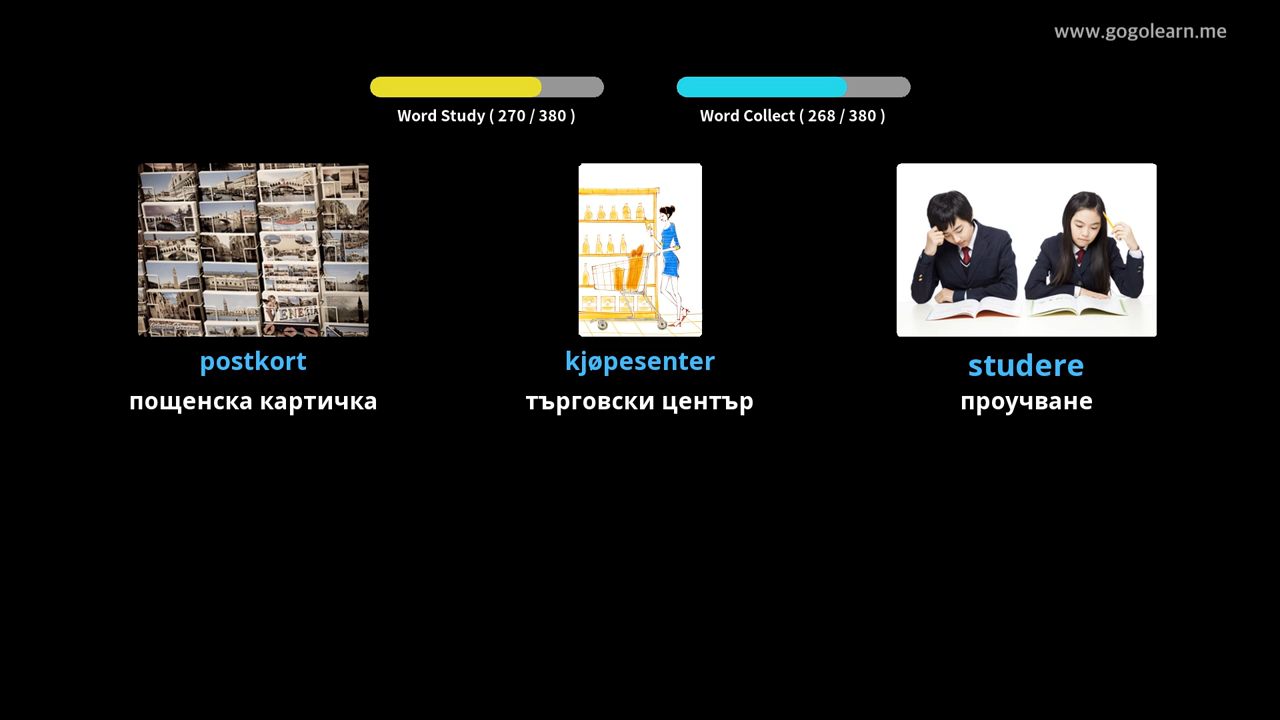 www.gogolearn.me
Word Study ( 270 / 380 )
Word Collect ( 268 / 380 )
postkort
kjøpesenter
studere
пощенска картичка
търговски център
проучване